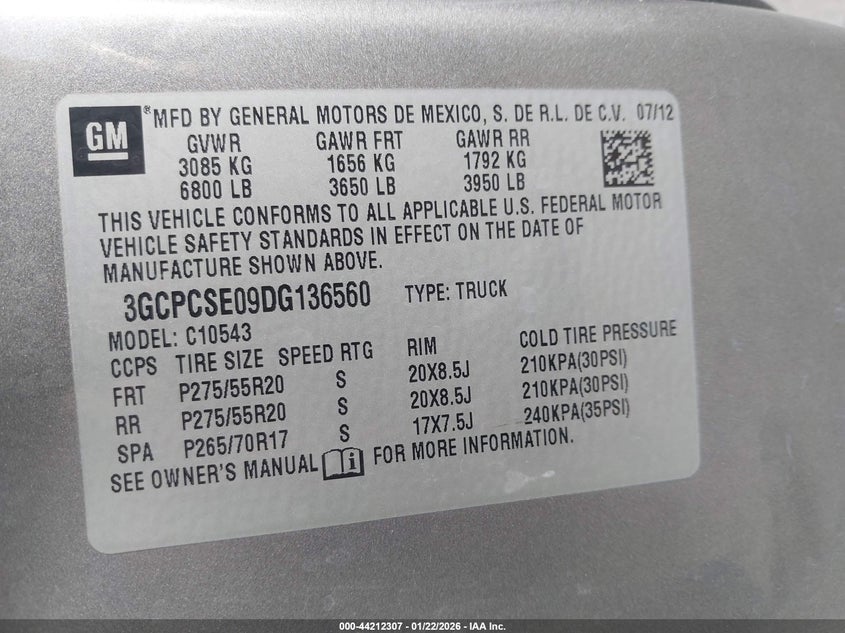 GM
®MFD BY GENERAL MOTORS DE MEXICO, S. DE R.L. DE C.V. 07/12
GVWR GAWR FRT GAWR RR
3085 KG 1656 KG 1792 KG
6800 LB 3650 LB 3950 LB
THIS VEHICLE CONFORMS TO ALL APPLICABLE U.S. FEDERAL MOTOR
VEHICLE SAFETY STANDARDS IN EFFECT ON THE DATE OF
MANUFACTURE SHOWN ABOVE.
3GCPCSE09DG136560 TYPE: TRUCK
MODEL: C10543
CCPS TIRE SIZE SPEED RTG RIM COLD TIRE PRESSURE
FRT P275/55R20 S 20X8.5J 210KPA(30PSI)
RR P275/55R20 S 20X8.5J 210KPA(30PSI)
SPA P265/70R17 S 17X7.5J 240KPA(35PSI)
SEE OWNER'S MANUAL i FOR MORE INFORMATION.
000-44212307 - 01/22/2026 - IAA Inc.